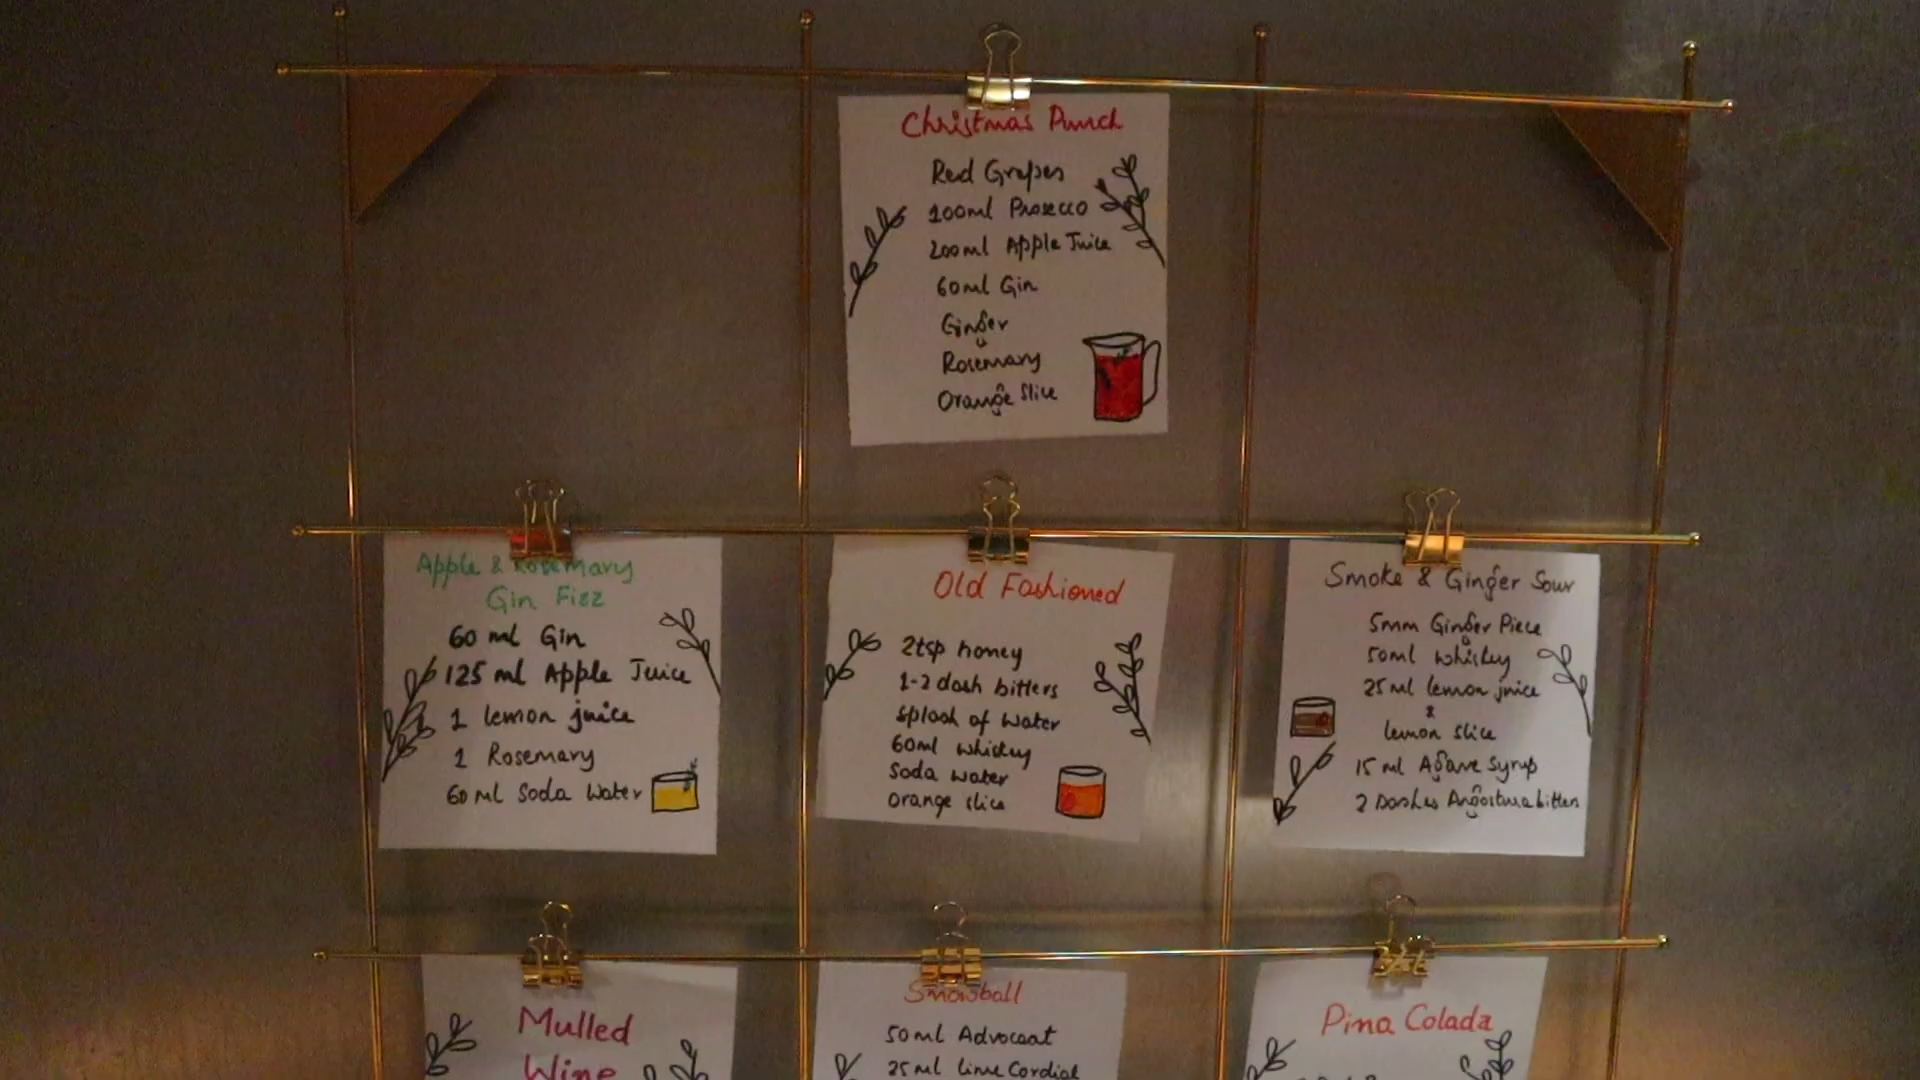 Christmas Punch
Red Grapes
100ml Prosecco
200ml Apple Juice
60ml Gin
Ginger
Rosemary
Orange Slice
Apple & Rosemary
Gin Fizz
60 ml Gin
125 ml Apple Juice
1 lemon juice
1 Rosemary
60 ml Soda Water
Old Fashioned
2tsp honey
1-2 dash bitters
Splash of water
60ml whiskey
Soda water
Orange slice
Smoke & Ginger Sour
5mm Ginger Piece
50ml whiskey
25ml lemon juice
&
lemon slice
15 ml Agave Syrup
2 Dashes Angostura bitters
Mulled
Wine
Snowball
50ml Advocaat
25ml lime Cordial
Pina Colada